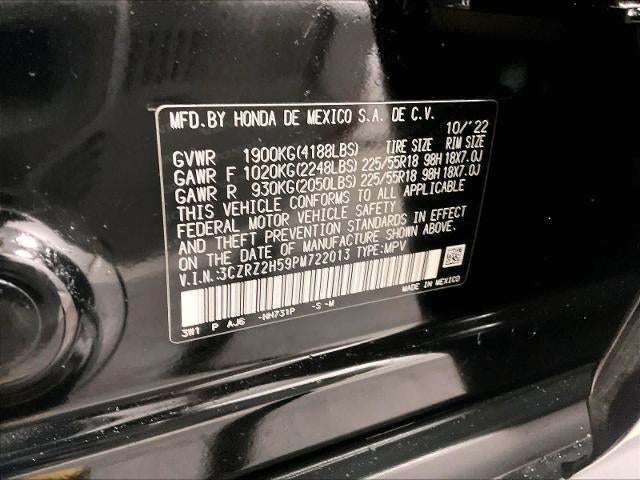 MFD.BY HONDA DE MEXICO S.A. DE C.V.
10/'22
GVWR 1900KG(4188LBS) TIRE SIZE RIM SIZE
GAWR F 1020KG(2248LBS) 225/55R18 98H 18X7.0J
GAWR R 930KG(2050LBS) 225/55R18 98H 18X7.0J
THIS VEHICLE CONFORMS TO ALL APPLICABLE
FEDERAL MOTOR VEHICLE SAFETY
AND THEFT PREVENTION STANDARDS IN EFFECT
ON THE DATE OF MANUFACTURE SHOWN ABOVE.
V.I.N.:3CZRZ2H59PM722013 TYPE:MPV
3W1 P AJ6 -NH731P -S -M MADE IN MEXICO